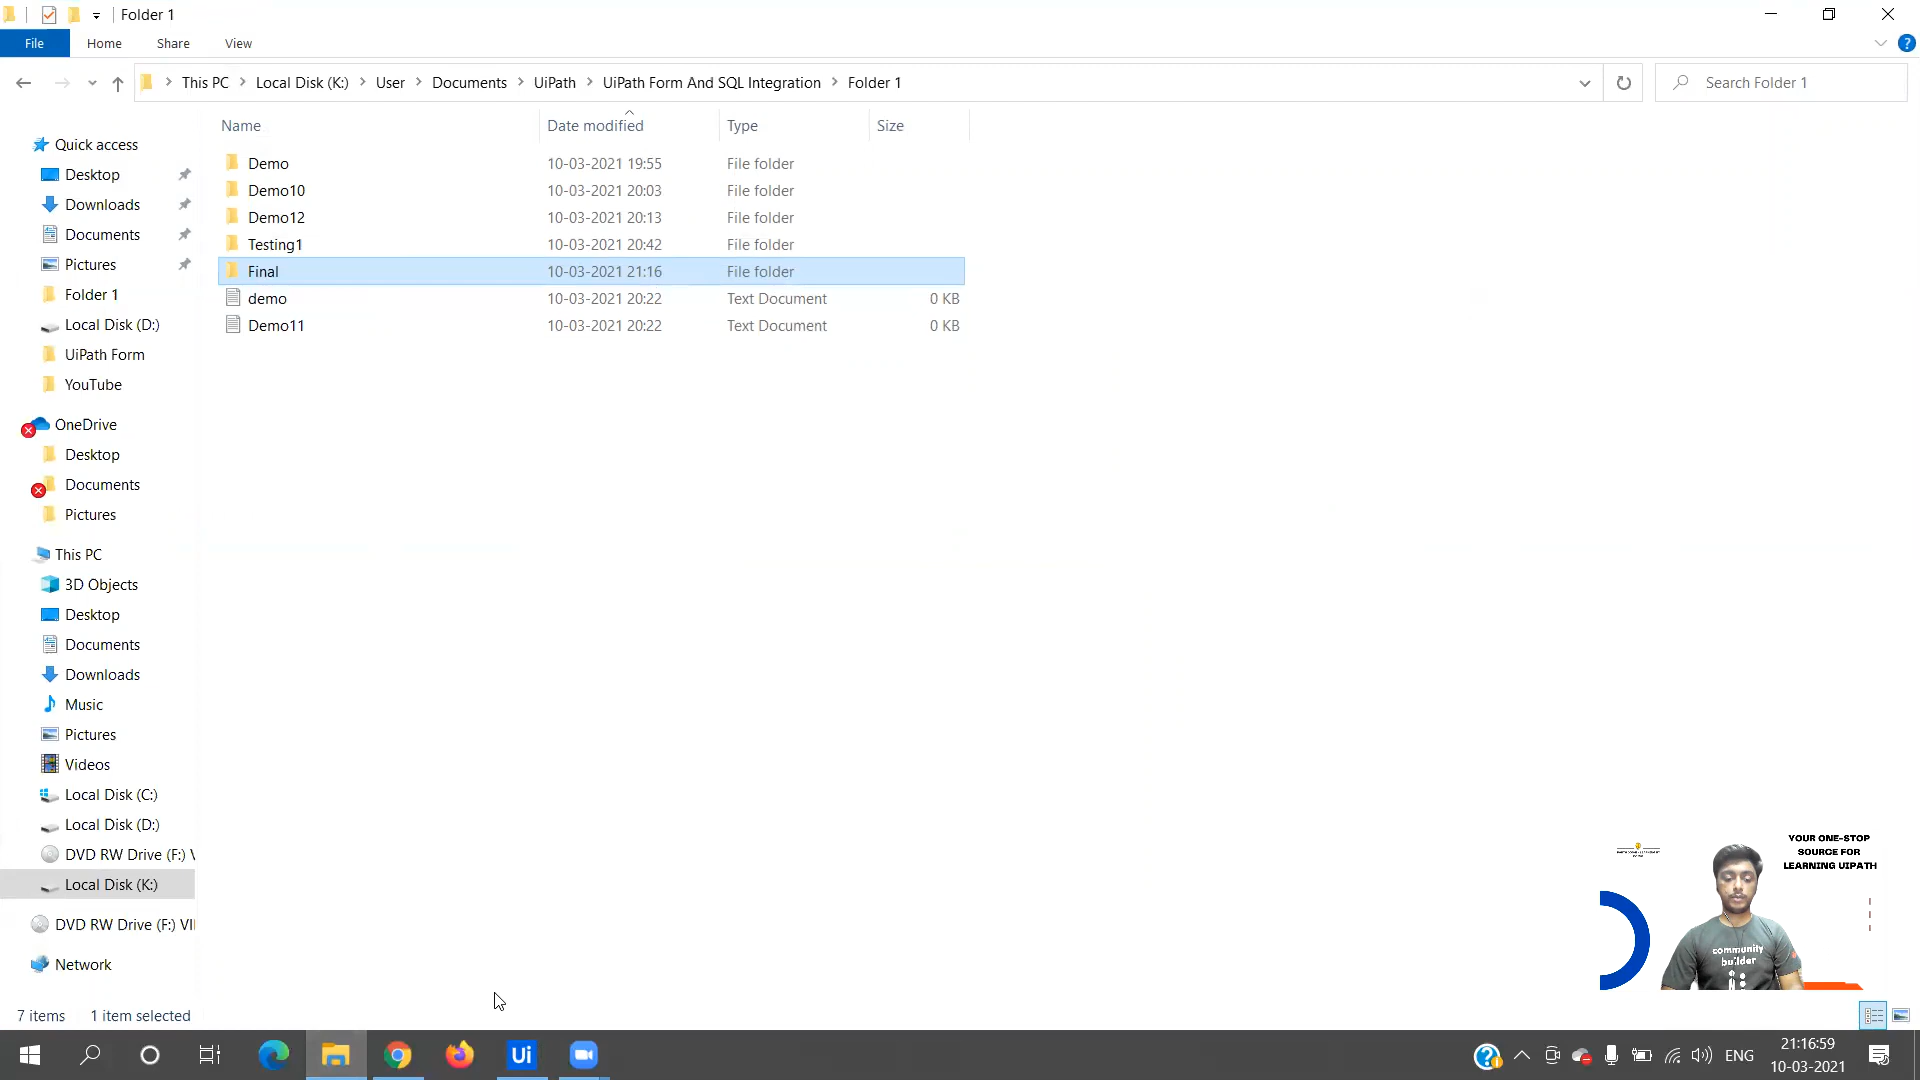 Folder 1
File Home Share View
This PC Local Disk (K:) User Documents UiPath UiPath Form And SQL Integration Folder 1
Search Folder 1
Name Date modified Type Size
Demo 10-03-2021 19:55 File folder
Demo10 10-03-2021 20:03 File folder
Demo12 10-03-2021 20:13 File folder
Testing1 10-03-2021 20:42 File folder
Final 10-03-2021 21:16 File folder
demo 10-03-2021 20:22 Text Document 0 KB
Demo11 10-03-2021 20:22 Text Document 0 KB
Quick access
Desktop
Downloads
Documents
Pictures
Folder 1
Local Disk (D:)
UiPath Form
YouTube
OneDrive
Desktop
Documents
Pictures
This PC
3D Objects
Desktop
Documents
Downloads
Music
Pictures
Videos
Local Disk (C:)
Local Disk (D:)
DVD RW Drive (F:) V
Local Disk (K:)
DVD RW Drive (F:) VI
Network
YOUR ONE-STOP
SOURCE FOR
LEARNING UIPATH
community
builder
7 items 1 item selected
Ui
ENG
21:16:59
10-03-2021